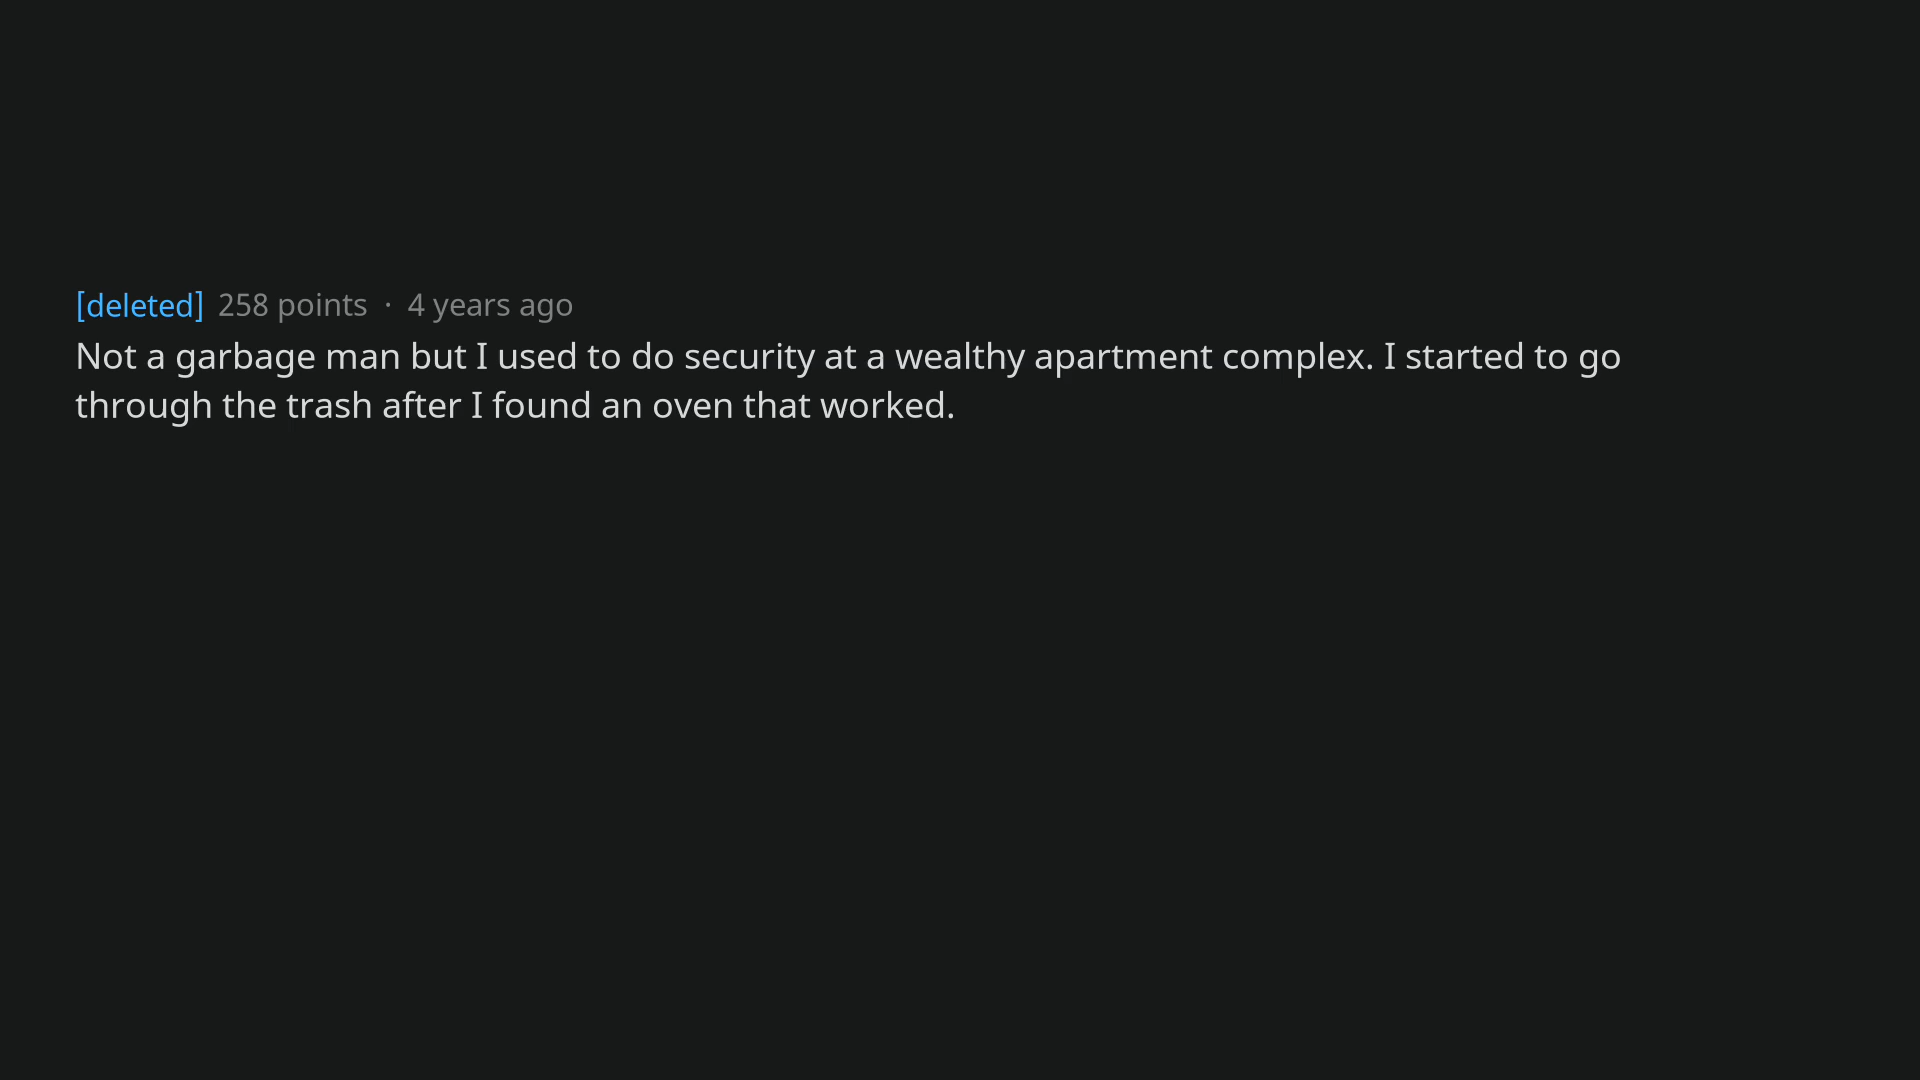 [deleted] 258 points · 4 years ago
Not a garbage man but I used to do security at a wealthy apartment complex. I started to go
through the trash after I found an oven that worked.